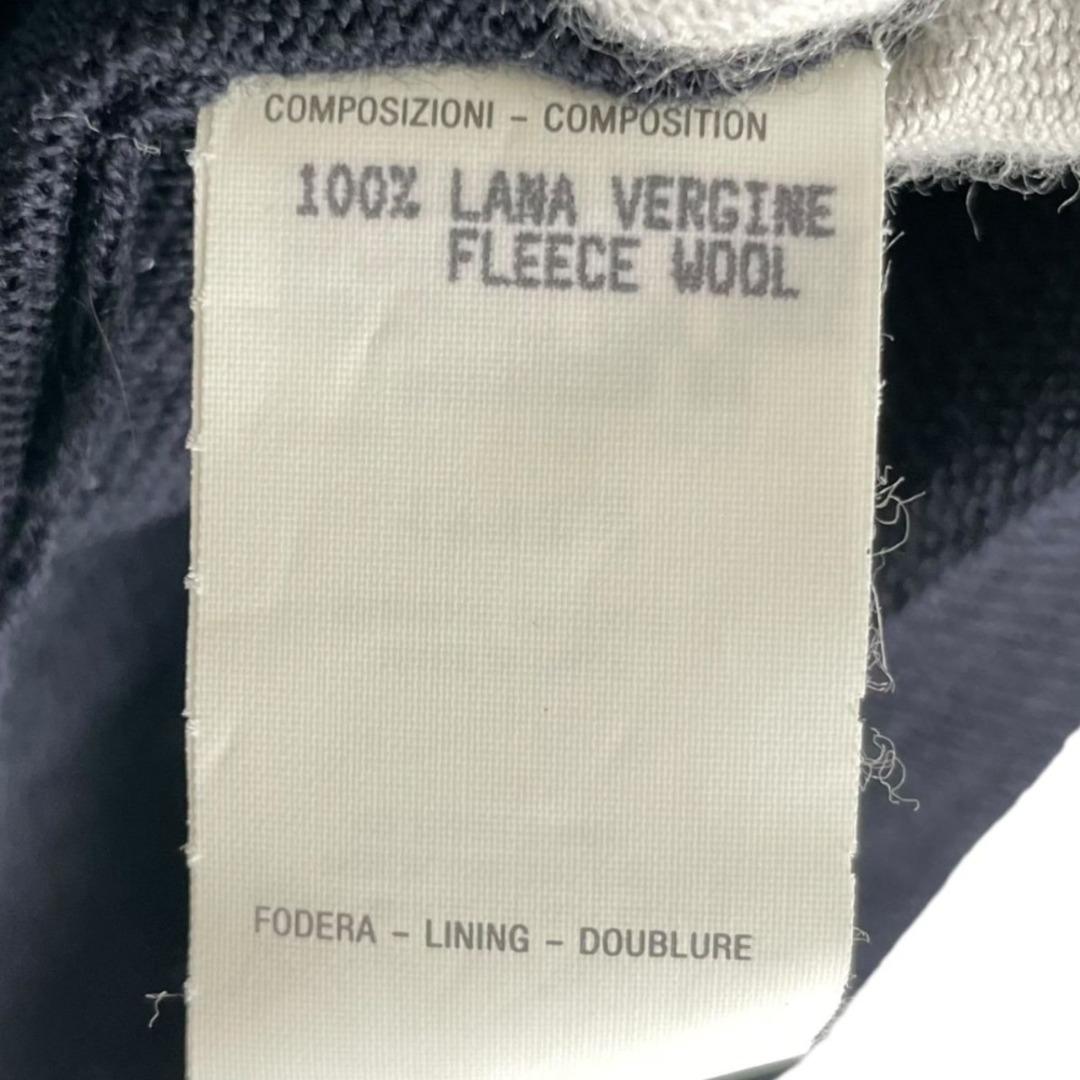 COMPOSIZIONI - COMPOSITION
100% LANA VERGINE
FLEECE WOOL
FODERA - LINING - DOUBLURE